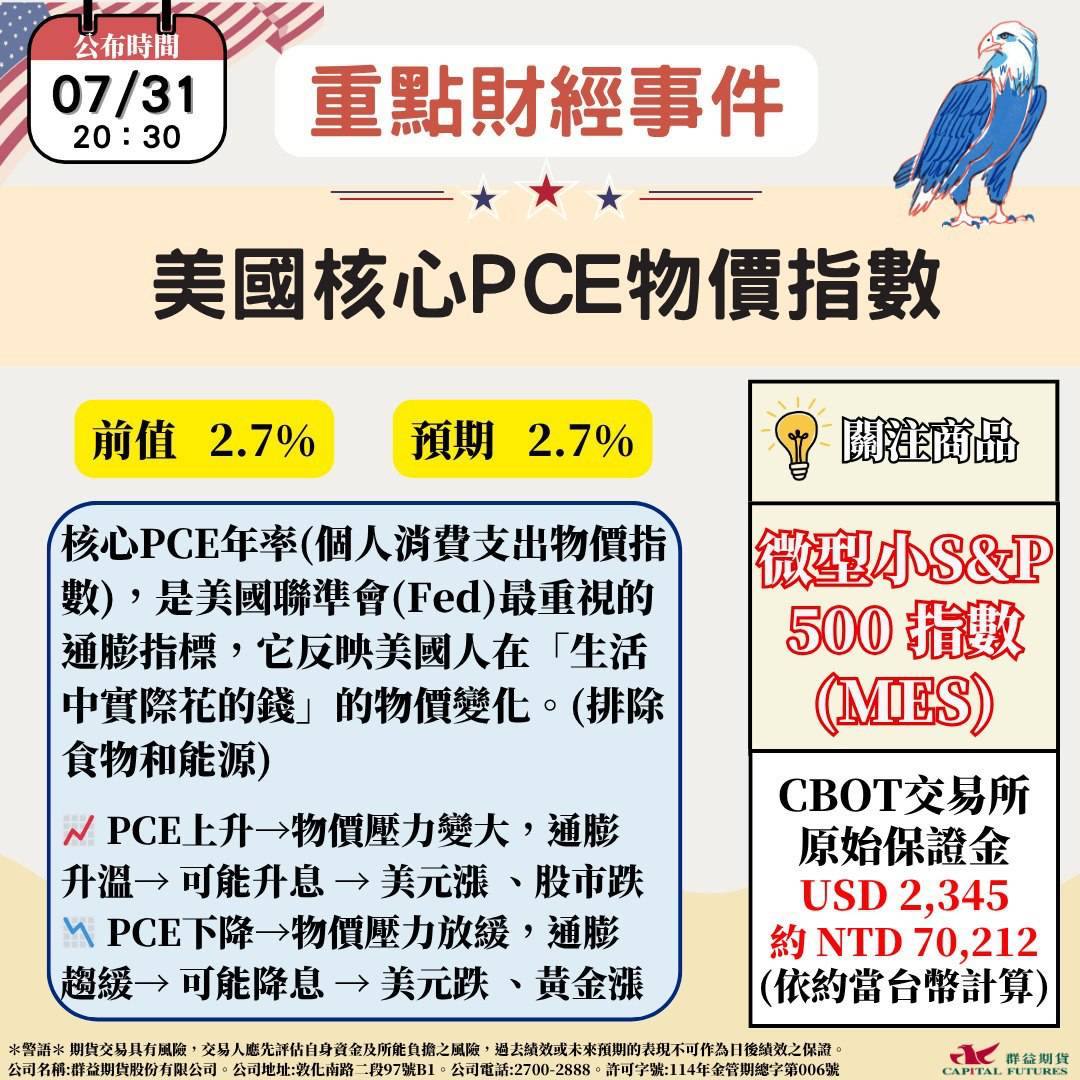 公布時間
07/31
20：30
重點財經事件
美國核心PCE物價指數
前值 2.7%
預期 2.7%
核心PCE年率(個人消費支出物價指
數)，是美國聯準會(Fed)最重視的
通膨指標，它反映美國人在「生活
中實際花的錢」的物價變化。(排除
食物和能源)
PCE上升→物價壓力變大，通膨
升溫→ 可能升息 → 美元漲 、股市跌
PCE下降→物價壓力放緩，通膨
趨緩→ 可能降息 → 美元跌 、黃金漲
關注商品
微型小S&P
500 指數
(MES)
CBOT交易所
原始保證金
USD 2,345
約 NTD 70,212
(依約當台幣計算)
＊警語＊ 期貨交易具有風險，交易人應先評估自身資金及所能負擔之風險，過去績效或未來預期的表現不可作為日後績效之保證。
公司名稱:群益期貨股份有限公司。公司地址:敦化南路二段97號B1。公司電話:2700-2888。許可字號:114年金管期總字第006號
群益期貨
CAPITAL FUTURES